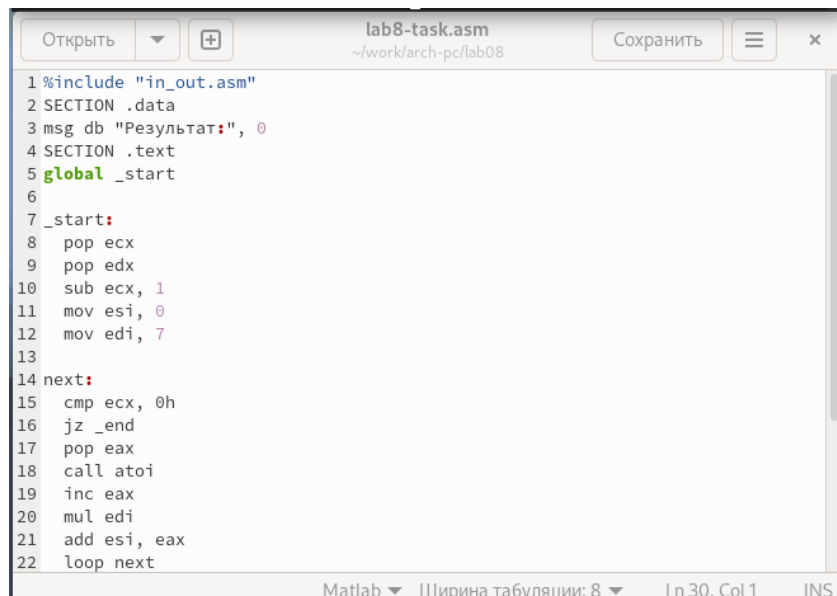 Открыть
lab8-task.asm
~/work/arch-pc/lab08
Сохранить
1 %include "in_out.asm"
2 SECTION .data
3 msg db "Результат:", 0
4 SECTION .text
5 global _start
6
7 _start:
8   pop ecx
9   pop edx
10   sub ecx, 1
11   mov esi, 0
12   mov edi, 7
13
14 next:
15   cmp ecx, 0h
16   jz _end
17   pop eax
18   call atoi
19   inc eax
20   mul edi
21   add esi, eax
22   loop next
Matlab Ширина табуляции: 8 Ln 30, Col 1 INS